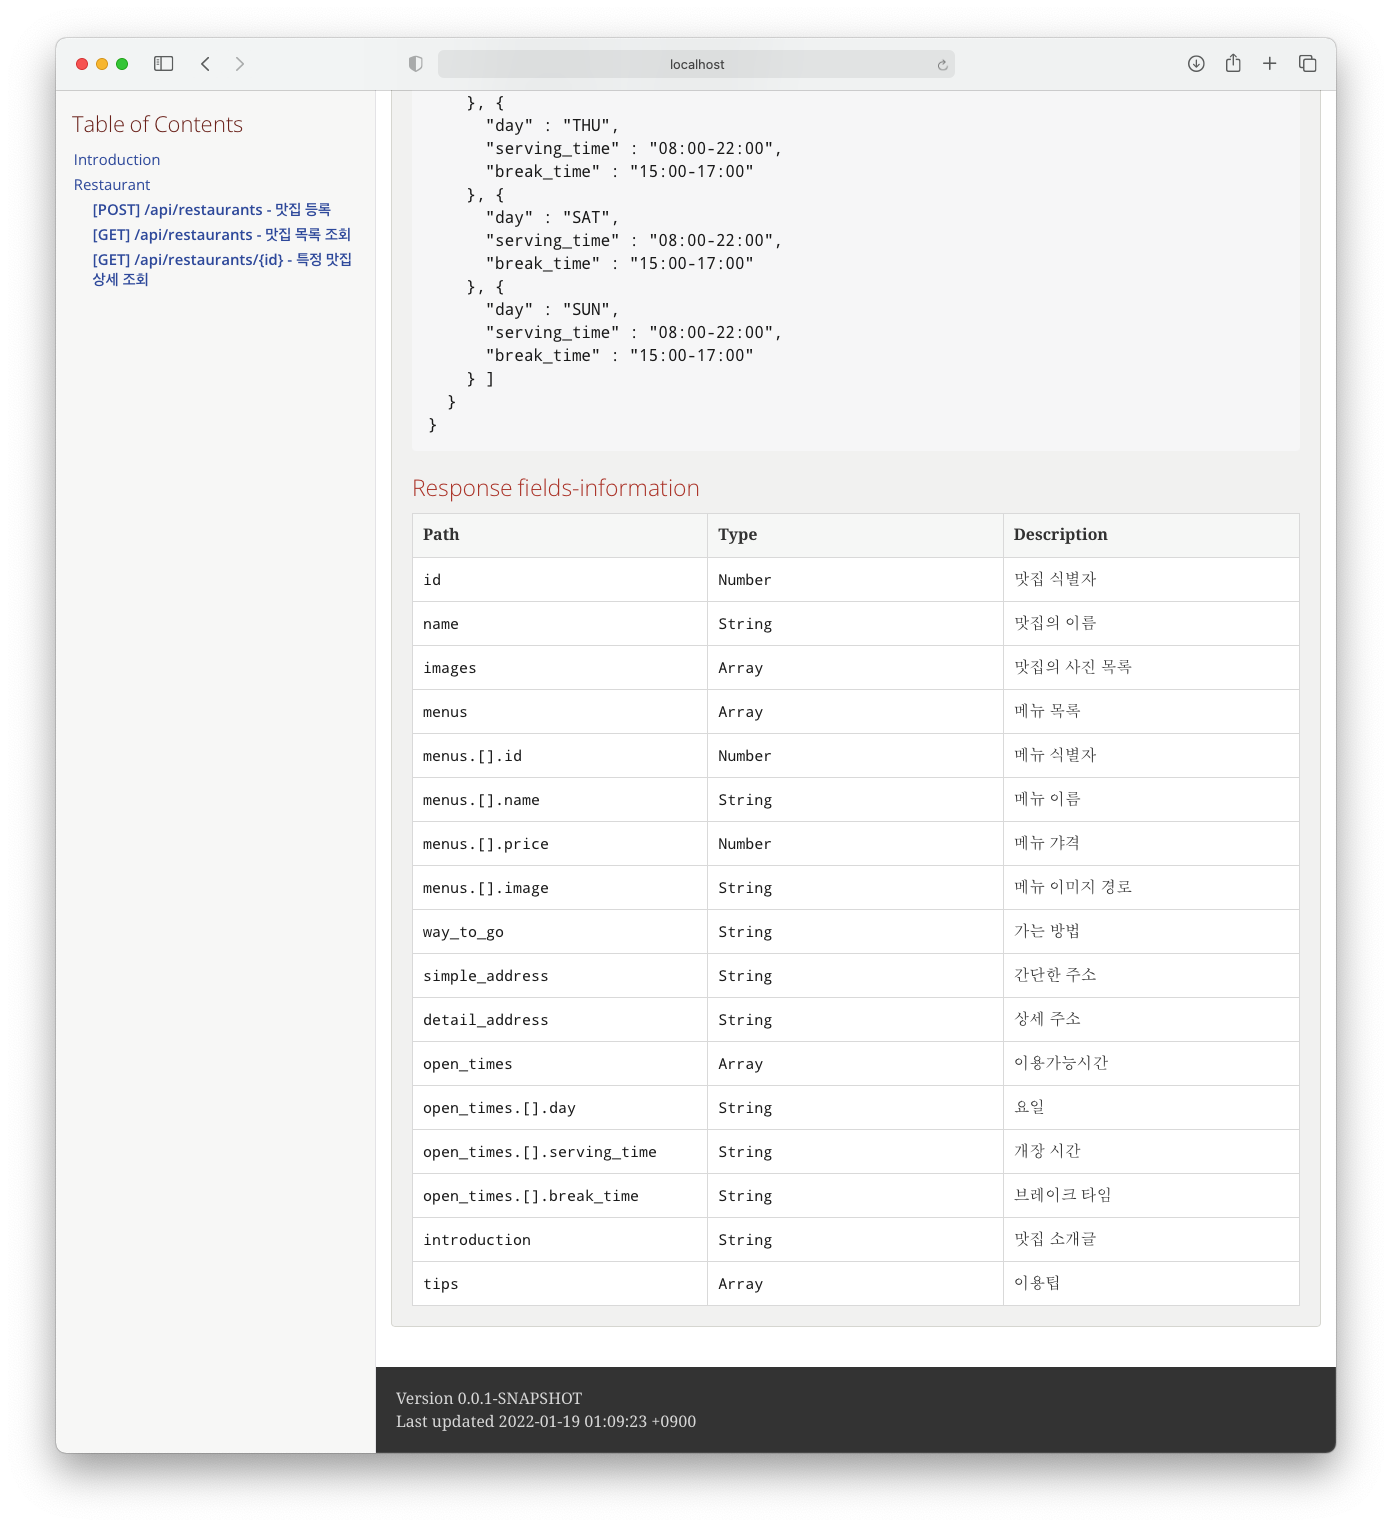 localhost
Table of Contents
Introduction
Restaurant
[POST] /api/restaurants - 맛집 등록
[GET] /api/restaurants - 맛집 목록 조회
[GET] /api/restaurants/{id} - 특정 맛집
상세 조회
}, {
"day" : "THU",
"serving_time" : "08:00-22:00",
"break_time" : "15:00-17:00"
}, {
"day" : "SAT",
"serving_time" : "08:00-22:00",
"break_time" : "15:00-17:00"
}, {
"day" : "SUN",
"serving_time" : "08:00-22:00",
"break_time" : "15:00-17:00"
} ]
}
}
Response fields-information
Path Type Description
id Number 맛집 식별자
name String 맛집의 이름
images Array 맛집의 사진 목록
menus Array 메뉴 목록
menus.[].id Number 메뉴 식별자
menus.[].name String 메뉴 이름
menus.[].price Number 메뉴 갸격
menus.[].image String 메뉴 이미지 경로
way_to_go String 가는 방법
simple_address String 간단한 주소
detail_address String 상세 주소
open_times Array 이용가능시간
open_times.[].day String 요일
open_times.[].serving_time String 개장 시간
open_times.[].break_time String 브레이크 타임
introduction String 맛집 소개글
tips Array 이용팁
Version 0.0.1-SNAPSHOT
Last updated 2022-01-19 01:09:23 +0900